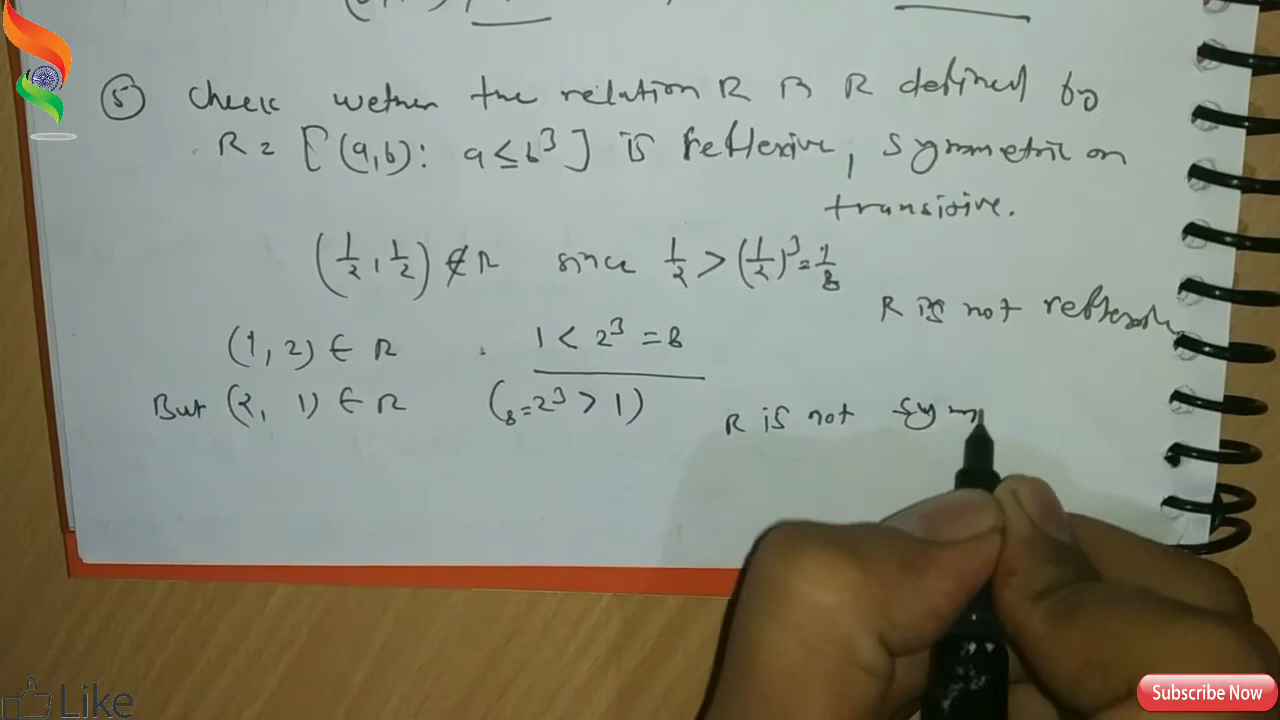 (5) Check wether the relation R in R defined by
R = [(a,b): a ≤ b³] is reflexive, symmetric or
transitive.
(1/2, 1/2) ∉ R since 1/2 > (1/2)³ = 1/8
R is not reflexive
(1, 2) ∈ R . 1 < 2³ = 8
But (2, 1) ∈ R (8 = 2³ > 1) R is not sym
Like
Subscribe Now